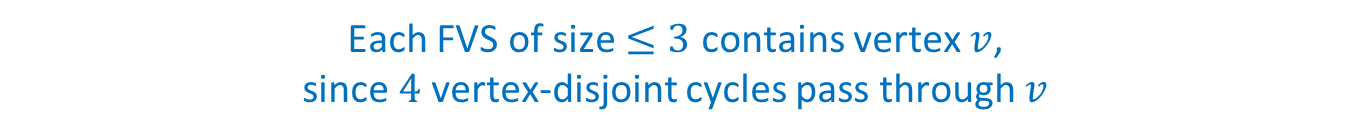 Each FVS of size ≤ 3 contains vertex 𝑣,
since 4 vertex-disjoint cycles pass through 𝑣